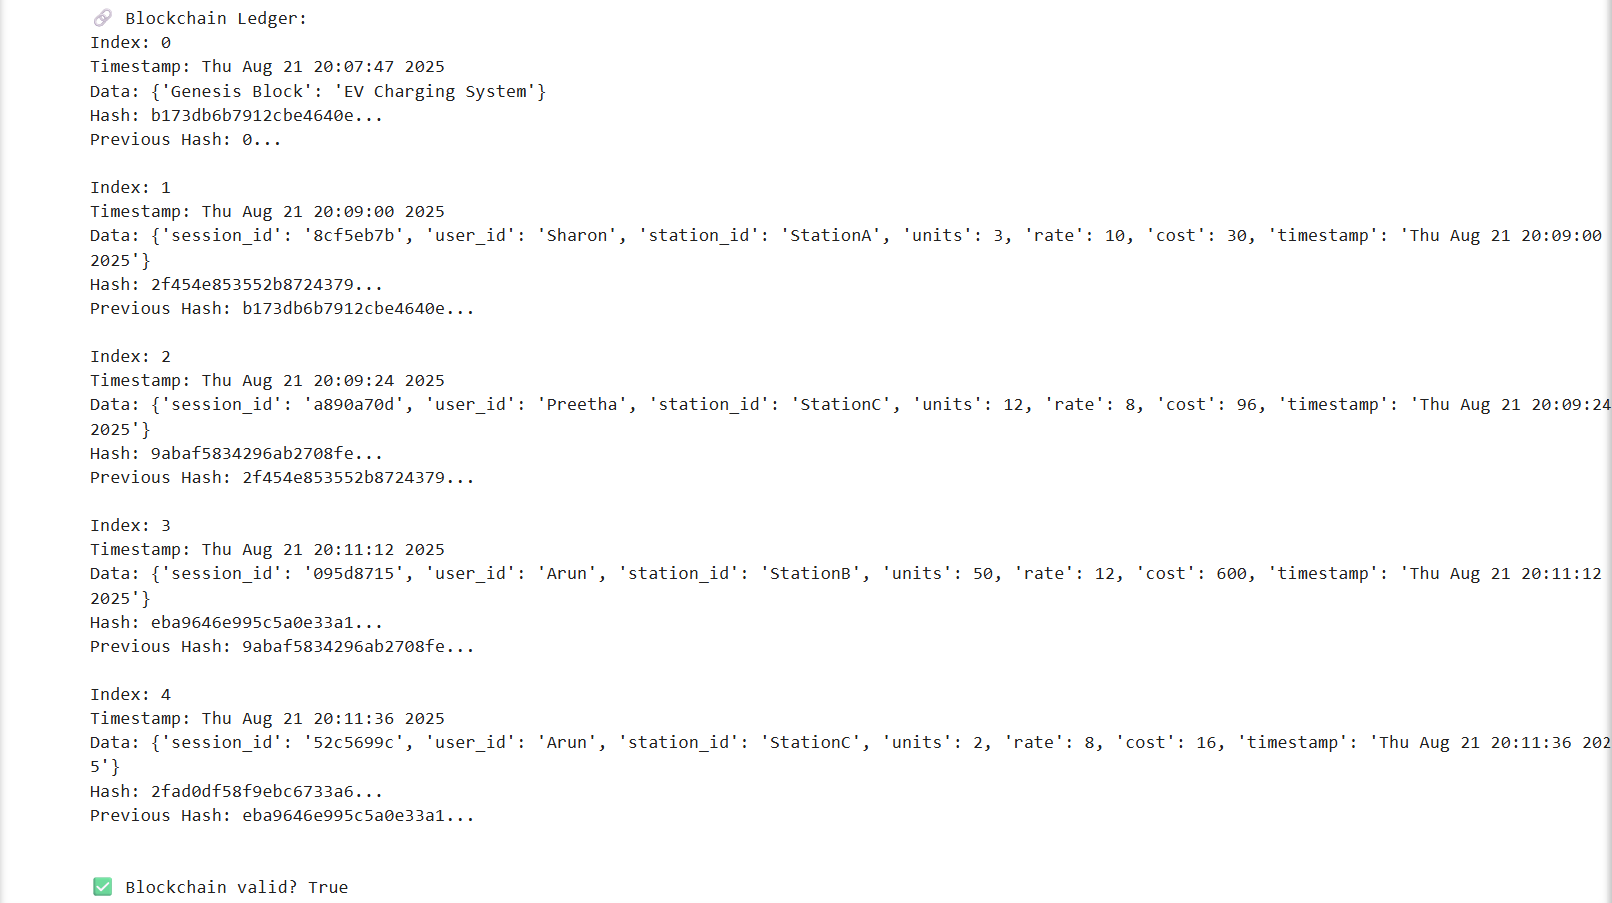 🔗 Blockchain Ledger:
Index: 0
Timestamp: Thu Aug 21 20:07:47 2025
Data: {'Genesis Block': 'EV Charging System'}
Hash: b173db6b7912cbe4640e...
Previous Hash: 0...
Index: 1
Timestamp: Thu Aug 21 20:09:00 2025
Data: {'session_id': '8cf5eb7b', 'user_id': 'Sharon', 'station_id': 'StationA', 'units': 3, 'rate': 10, 'cost': 30, 'timestamp': 'Thu Aug 21 20:09:00
2025'}
Hash: 2f454e853552b8724379...
Previous Hash: b173db6b7912cbe4640e...
Index: 2
Timestamp: Thu Aug 21 20:09:24 2025
Data: {'session_id': 'a890a70d', 'user_id': 'Preetha', 'station_id': 'StationC', 'units': 12, 'rate': 8, 'cost': 96, 'timestamp': 'Thu Aug 21 20:09:24
2025'}
Hash: 9abaf5834296ab2708fe...
Previous Hash: 2f454e853552b8724379...
Index: 3
Timestamp: Thu Aug 21 20:11:12 2025
Data: {'session_id': '095d8715', 'user_id': 'Arun', 'station_id': 'StationB', 'units': 50, 'rate': 12, 'cost': 600, 'timestamp': 'Thu Aug 21 20:11:12
2025'}
Hash: eba9646e995c5a0e33a1...
Previous Hash: 9abaf5834296ab2708fe...
Index: 4
Timestamp: Thu Aug 21 20:11:36 2025
Data: {'session_id': '52c5699c', 'user_id': 'Arun', 'station_id': 'StationC', 'units': 2, 'rate': 8, 'cost': 16, 'timestamp': 'Thu Aug 21 20:11:36 202
5'}
Hash: 2fad0df58f9ebc6733a6...
Previous Hash: eba9646e995c5a0e33a1...
✅ Blockchain valid? True